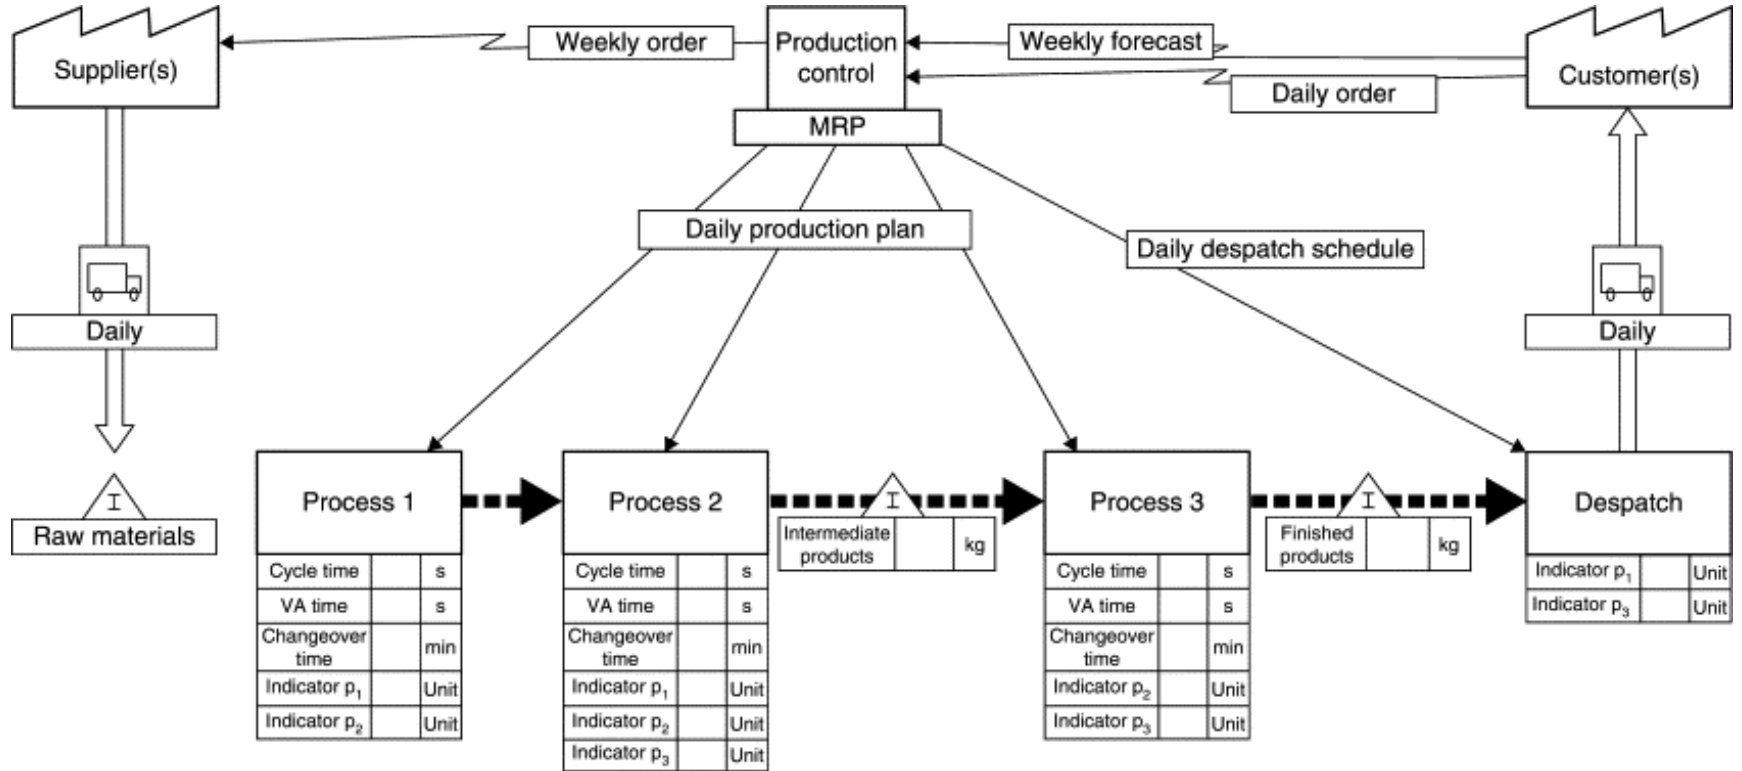 Supplier(s)
Weekly order
Production
control
MRP
Weekly forecast
Daily order
Customer(s)
Daily production plan
Daily despatch schedule
Daily
Daily
I
Raw materials
Process 1
Cycle time s
VA time s
Changeover
time min
Indicator p1 Unit
Indicator p2 Unit
Process 2
Cycle time s
VA time s
Changeover
time min
Indicator p1 Unit
Indicator p2 Unit
Indicator p3 Unit
I
Intermediate
products kg
Process 3
Cycle time s
VA time s
Changeover
time min
Indicator p2 Unit
Indicator p3 Unit
I
Finished
products kg
Despatch
Indicator p1 Unit
Indicator p3 Unit